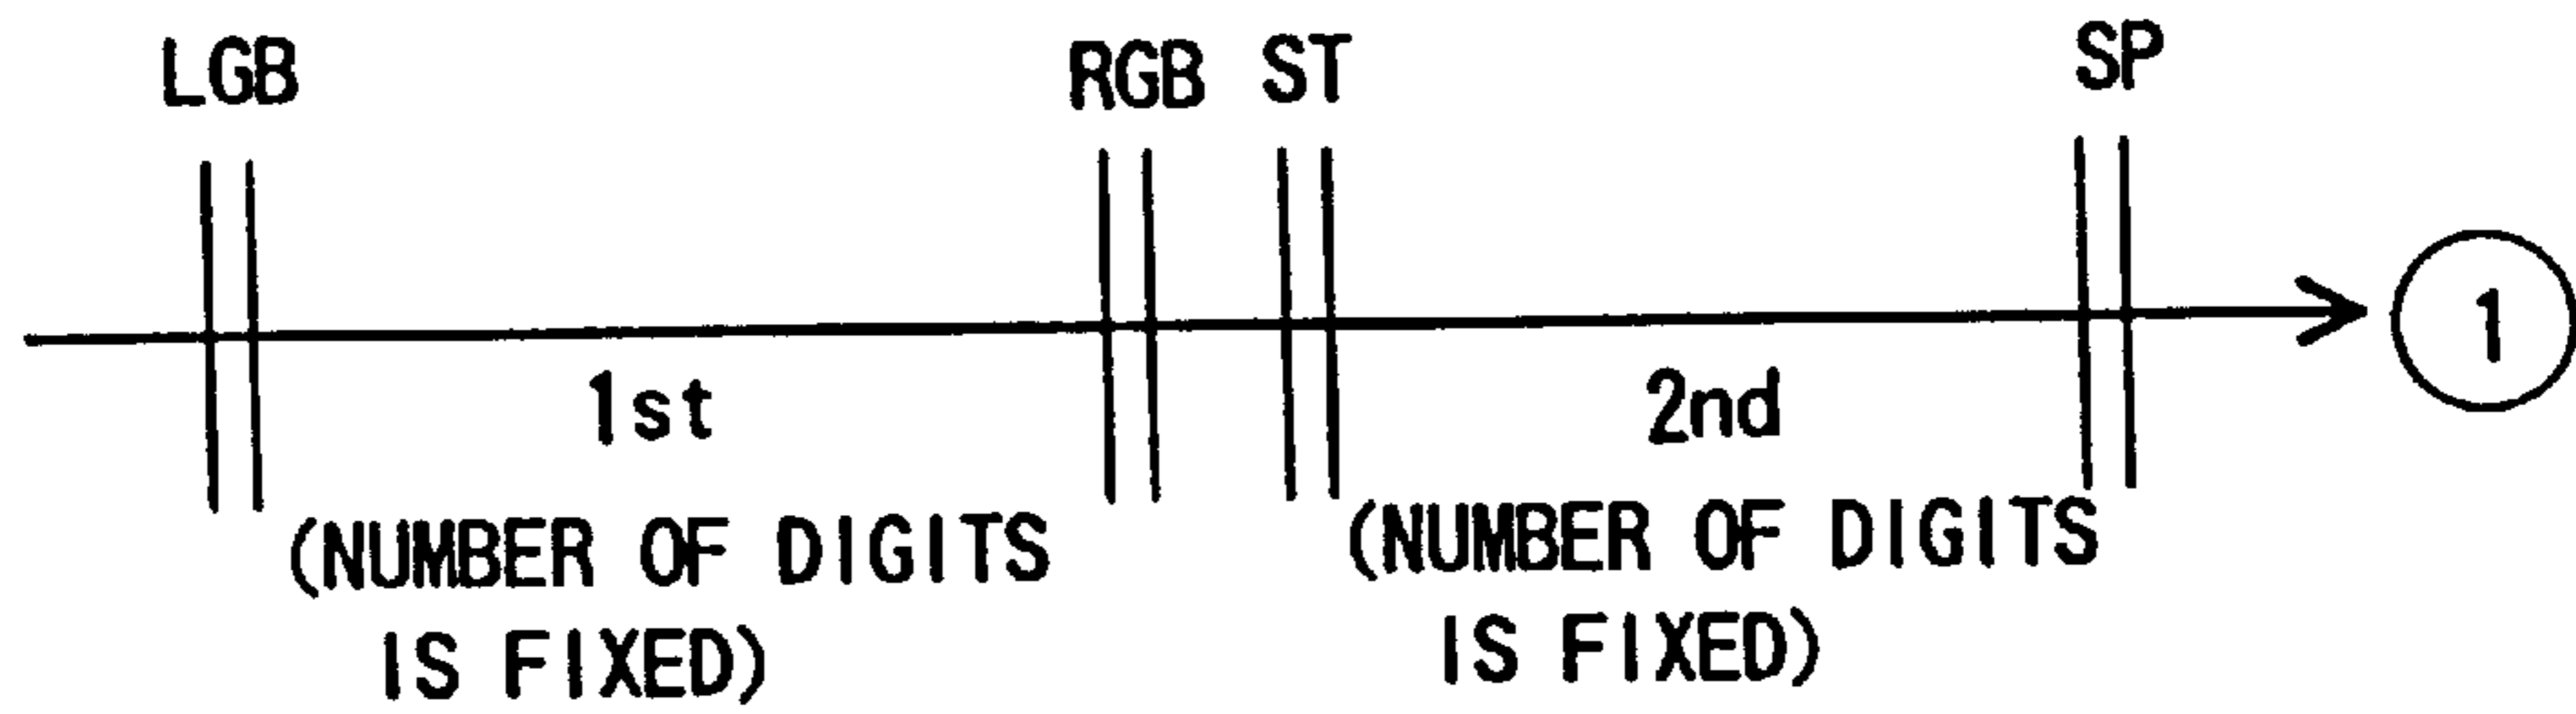 LGB RGB ST SP
1
1st 2nd
(NUMBER OF DIGITS
IS FIXED)
(NUMBER OF DIGITS
IS FIXED)